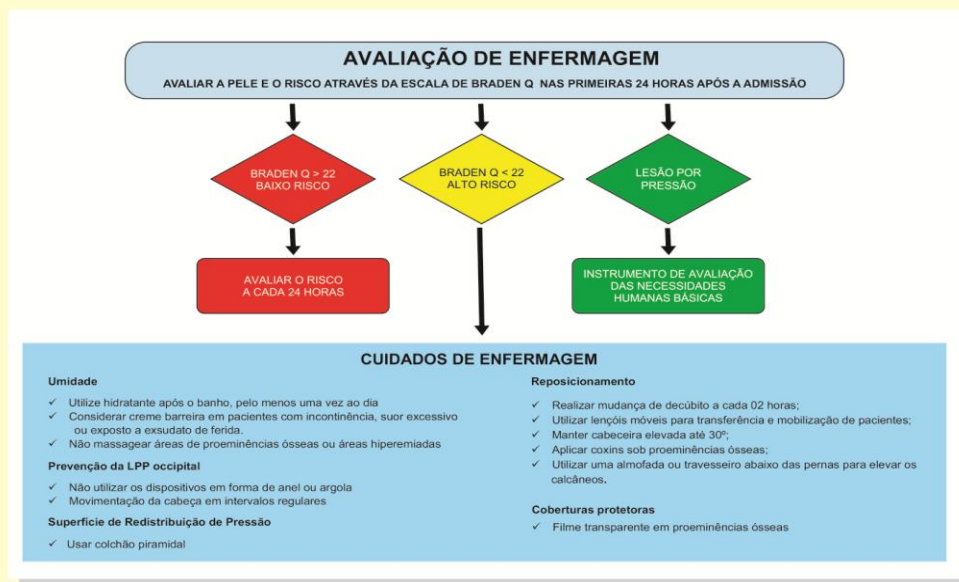 AVALIAÇÃO DE ENFERMAGEM
AVALIAR A PELE E O RISCO ATRAVÉS DA ESCALA DE BRADEN Q NAS PRIMEIRAS 24 HORAS APÓS A ADMISSÃO
BRADEN Q > 22
BAIXO RISCO
BRADEN Q < 22
ALTO RISCO
LESÃO POR
PRESSÃO
AVALIAR O RISCO
A CADA 24 HORAS
INSTRUMENTO DE AVALIAÇÃO
DAS NECESSIDADES
HUMANAS BÁSICAS
CUIDADOS DE ENFERMAGEM
Umidade
✓ Utilize hidratante após o banho, pelo menos uma vez ao dia
✓ Considerar creme barreira em pacientes com incontinência, suor excessivo
ou exposto a exsudato de ferida.
✓ Não massagear áreas de proeminências ósseas ou áreas hiperemiadas
Prevenção da LPP occipital
✓ Não utilizar os dispositivos em forma de anel ou argola
✓ Movimentação da cabeça em intervalos regulares
Superfície de Redistribuição de Pressão
✓ Usar colchão piramidal
Reposicionamento
✓ Realizar mudança de decúbito a cada 02 horas;
✓ Utilizar lençóis móveis para transferência e mobilização de pacientes;
✓ Manter cabeceira elevada até 30º;
✓ Aplicar coxins sob proeminências ósseas;
✓ Utilizar uma almofada ou travesseiro abaixo das pernas para elevar os
calcâneos.
Coberturas protetoras
✓ Filme transparente em proeminências ósseas